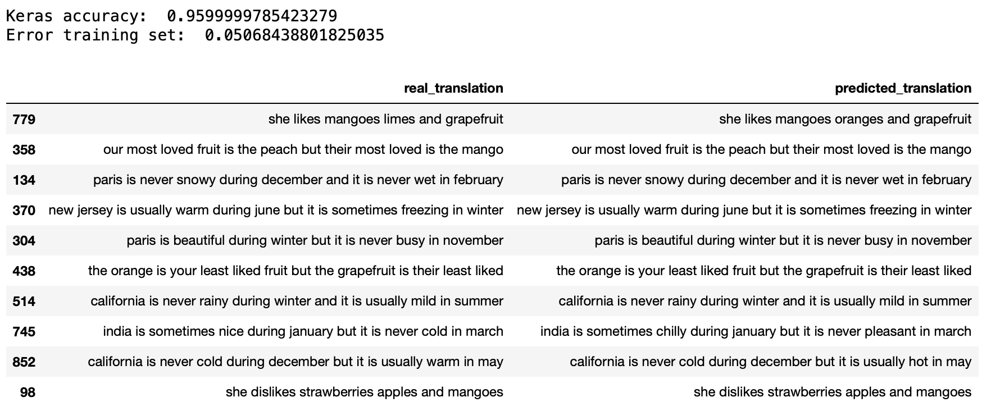 Keras accuracy:  0.9599999785423279
Error training set:  0.05068438801825035
real_translation predicted_translation
779 she likes mangoes limes and grapefruit she likes mangoes oranges and grapefruit
358 our most loved fruit is the peach but their most loved is the mango our most loved fruit is the peach but their most loved is the mango
134 paris is never snowy during december and it is never wet in february paris is never snowy during december and it is never wet in february
370 new jersey is usually warm during june but it is sometimes freezing in winter new jersey is usually warm during june but it is sometimes freezing in winter
304 paris is beautiful during winter but it is never busy in november paris is beautiful during winter but it is never busy in november
438 the orange is your least liked fruit but the grapefruit is their least liked the orange is your least liked fruit but the grapefruit is their least liked
514 california is never rainy during winter and it is usually mild in summer california is never rainy during winter and it is usually mild in summer
745 india is sometimes nice during january but it is never cold in march india is sometimes chilly during january but it is never pleasant in march
852 california is never cold during december but it is usually warm in may california is never cold during december but it is usually hot in may
98 she dislikes strawberries apples and mangoes she dislikes strawberries apples and mangoes